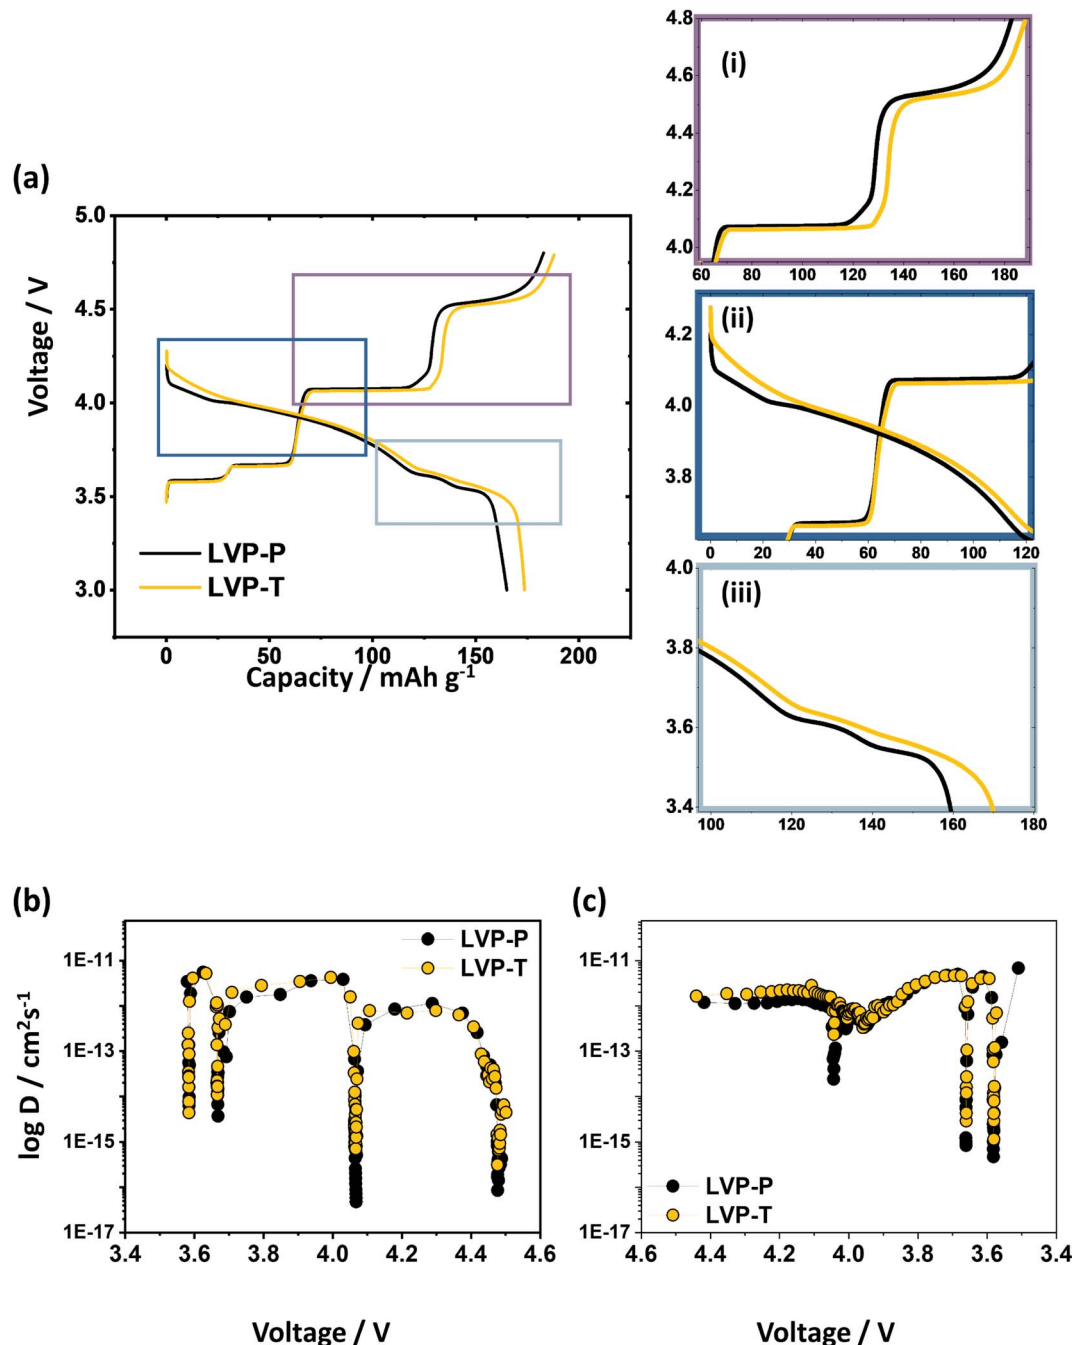 (a)
Voltage / V
5.0
4.5
4.0
3.5
3.0
LVP-P
LVP-T
0
50
100
150
200
Capacity / mAh g-1
(i)
4.8
4.6
4.4
4.2
4.0
60
80
100
120
140
160
180
(ii)
4.2
4.0
3.8
0
20
40
60
80
100
120
(iii)
4.0
3.8
3.6
3.4
100
120
140
160
180
(b)
log D / cm2s-1
1E-11
1E-13
1E-15
1E-17
LVP-P
LVP-T
3.4
3.6
3.8
4.0
4.2
4.4
4.6
Voltage / V
(c)
1E-11
1E-13
1E-15
1E-17
LVP-P
LVP-T
4.6
4.4
4.2
4.0
3.8
3.6
3.4
Voltage / V